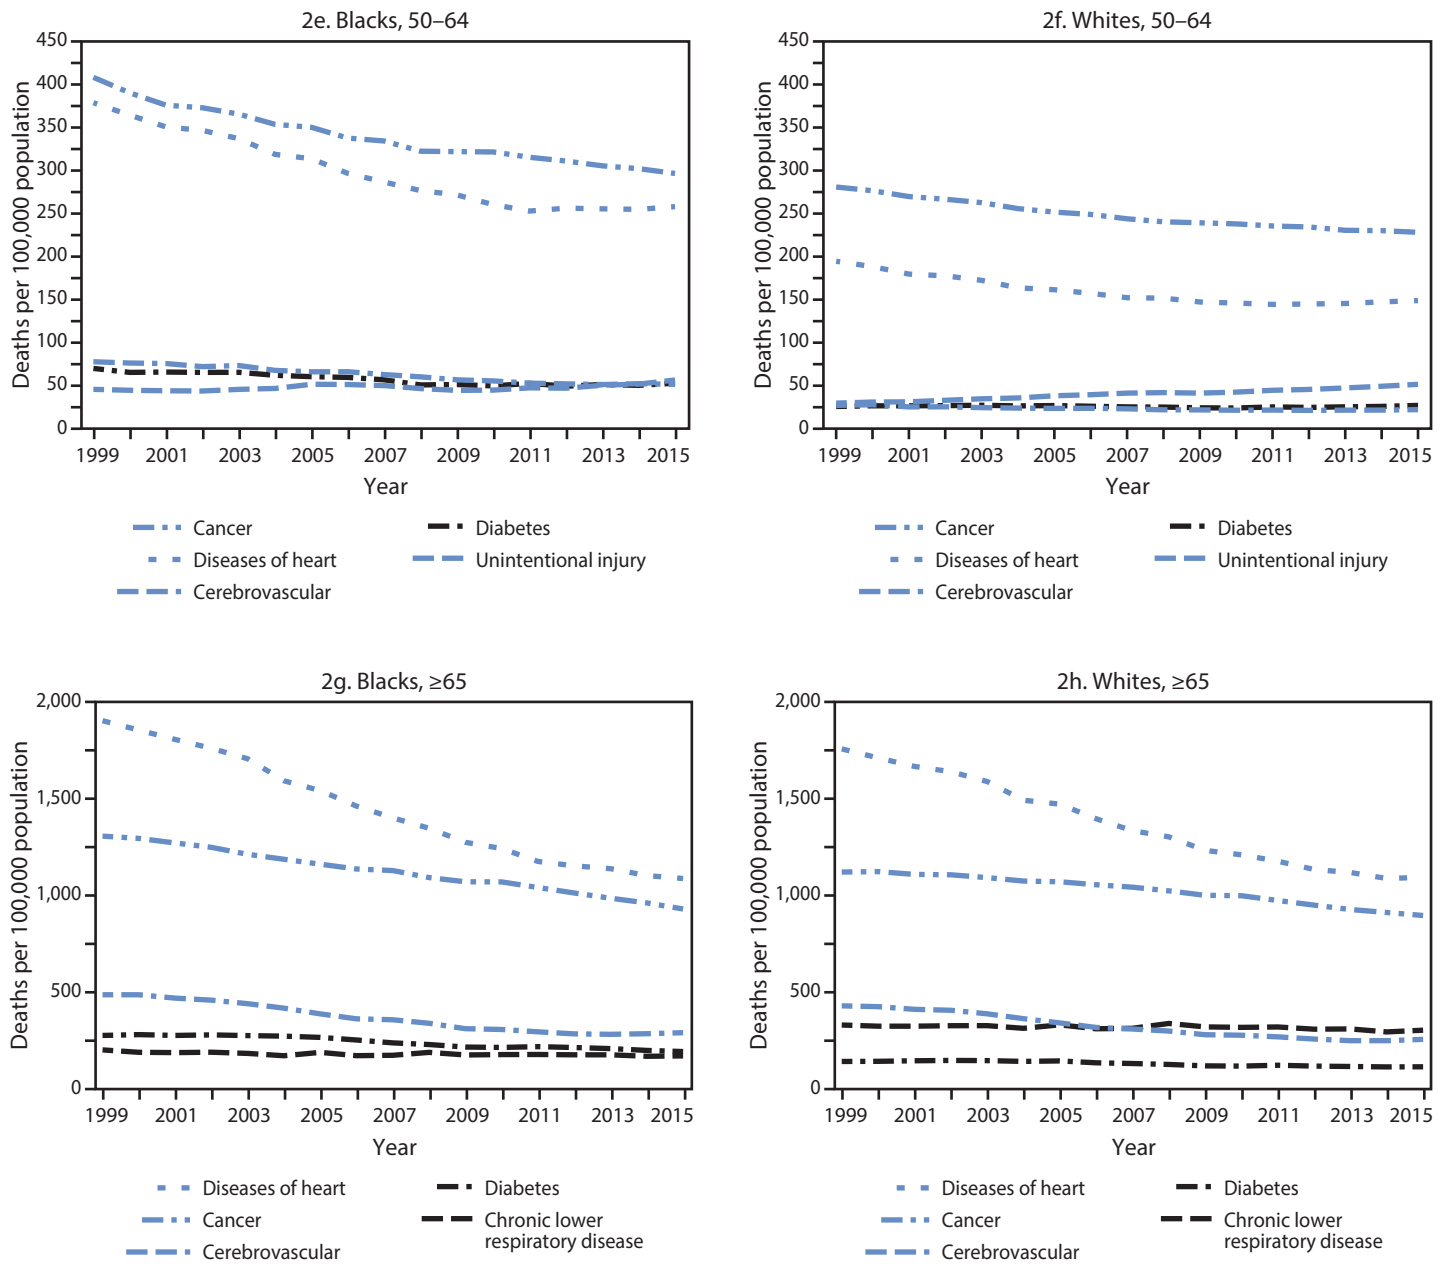 2e. Blacks, 50–64
Deaths per 100,000 population
450
400
350
300
250
200
150
100
50
0
1999 2001 2003 2005 2007 2009 2011 2013 2015
Year
Cancer
Diseases of heart
Cerebrovascular
Diabetes
Unintentional injury
2f. Whites, 50–64
Deaths per 100,000 population
450
400
350
300
250
200
150
100
50
0
1999 2001 2003 2005 2007 2009 2011 2013 2015
Year
Cancer
Diseases of heart
Cerebrovascular
Diabetes
Unintentional injury
2g. Blacks, ≥65
Deaths per 100,000 population
2,000
1,500
1,000
500
0
1999 2001 2003 2005 2007 2009 2011 2013 2015
Year
Diseases of heart
Cancer
Cerebrovascular
Diabetes
Chronic lower
respiratory disease
2h. Whites, ≥65
Deaths per 100,000 population
2,000
1,500
1,000
500
0
1999 2001 2003 2005 2007 2009 2011 2013 2015
Year
Diseases of heart
Cancer
Cerebrovascular
Diabetes
Chronic lower
respiratory disease